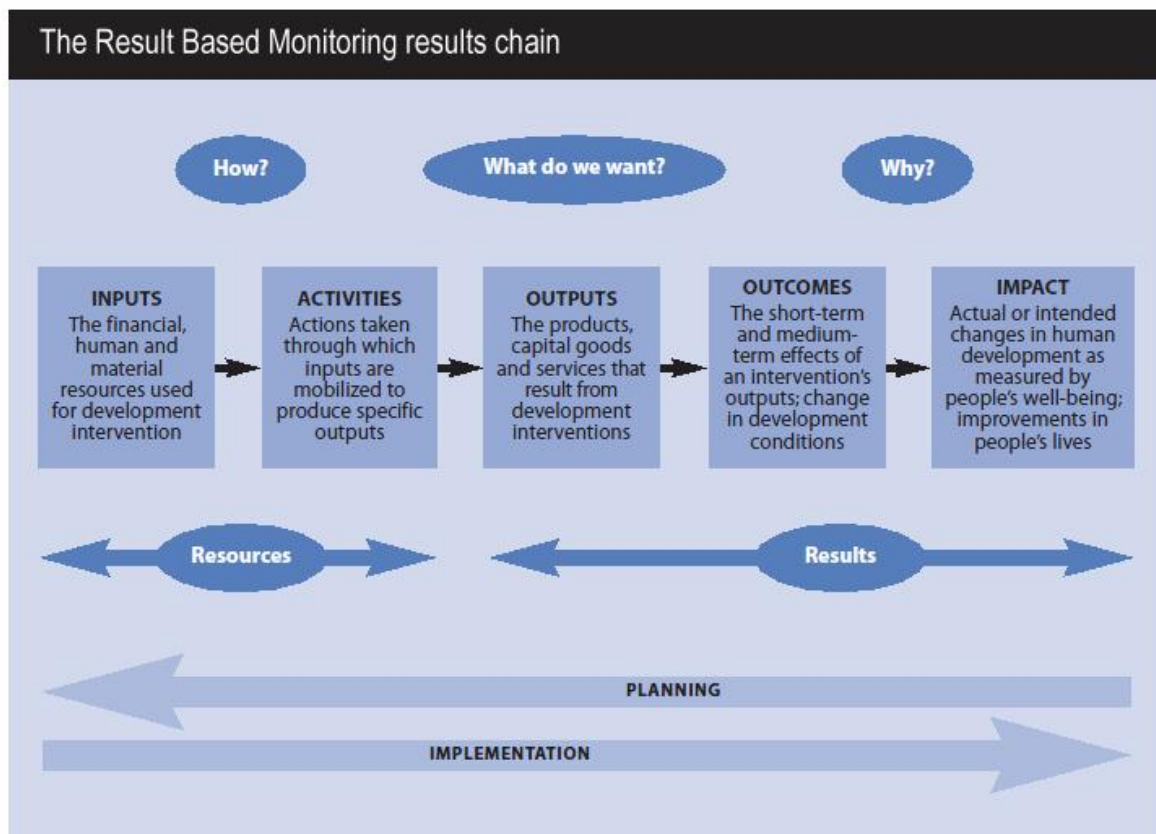 The Result Based Monitoring results chain
How?
What do we want?
Why?
INPUTS
The financial,
human and
material
resources used
for development
intervention
ACTIVITIES
Actions taken
through which
inputs are
mobilized to
produce specific
outputs
OUTPUTS
The products,
capital goods
and services that
result from
development
interventions
OUTCOMES
The short-term
and medium-
term effects of
an intervention's
outputs; change
in development
conditions
IMPACT
Actual or intended
changes in human
development as
measured by
people's well-being;
improvements in
people's lives
Resources
Results
PLANNING
IMPLEMENTATION